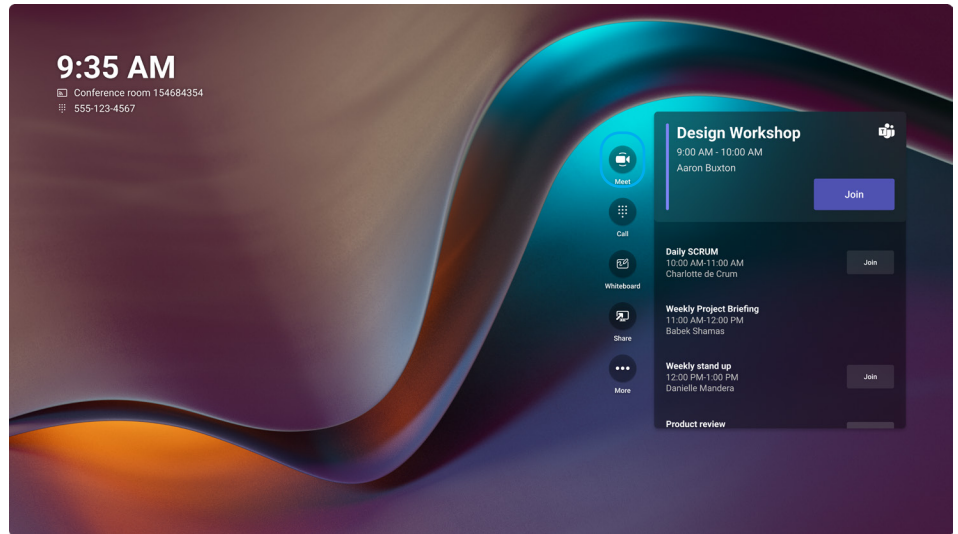 9:35 AM
Conference room 154684354
555-123-4567
Meet
Call
Whiteboard
Share
More
Design Workshop
9:00 AM - 10:00 AM
Aaron Buxton
Join
Daily SCRUM
10:00 AM-11:00 AM
Charlotte de Crum
Join
Weekly Project Briefing
11:00 AM-12:00 PM
Babek Shamas
Weekly stand up
12:00 PM-1:00 PM
Danielle Mandera
Join
Product review